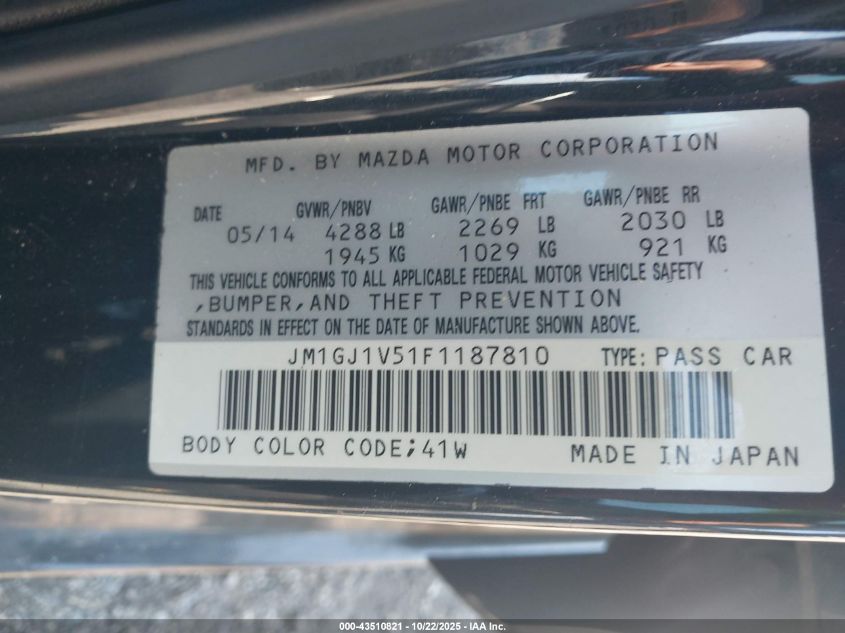 MFD. BY MAZDA MOTOR CORPORATION
DATE GVWR/PNBV GAWR/PNBE FRT GAWR/PNBE RR
05/14 4288 LB 2269 LB 2030 LB
1945 KG 1029 KG 921 KG
THIS VEHICLE CONFORMS TO ALL APPLICABLE FEDERAL MOTOR VEHICLE SAFETY
,BUMPER,AND THEFT PREVENTION
STANDARDS IN EFFECT ON THE DATE OF MANUFACTURE SHOWN ABOVE.
JM1GJ1V51F1187810 TYPE: PASS CAR
BODY COLOR CODE;41W MADE IN JAPAN
000-43510821 - 10/22/2025 - IAA Inc.